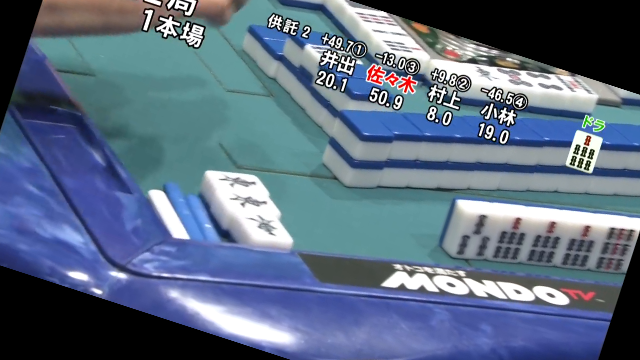 局
1本場
供託 2
+49.7① -13.0③ +9.8② -46.5④
井出 佐々木 村上 小林
20.1 50.9 8.0 19.0
ドラ
MONDO TV